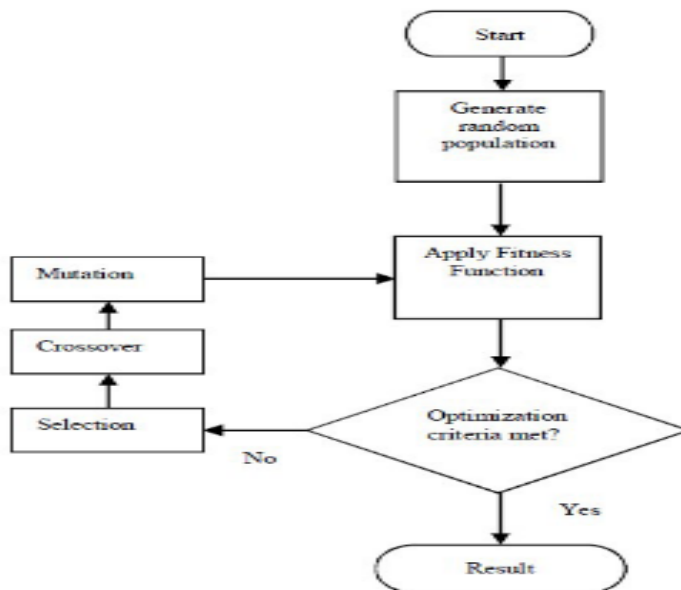 Start
Generate
random
population
Apply Fitness
Function
Mutation
Crossover
Selection
Optimization
criteria met?
No
Yes
Result